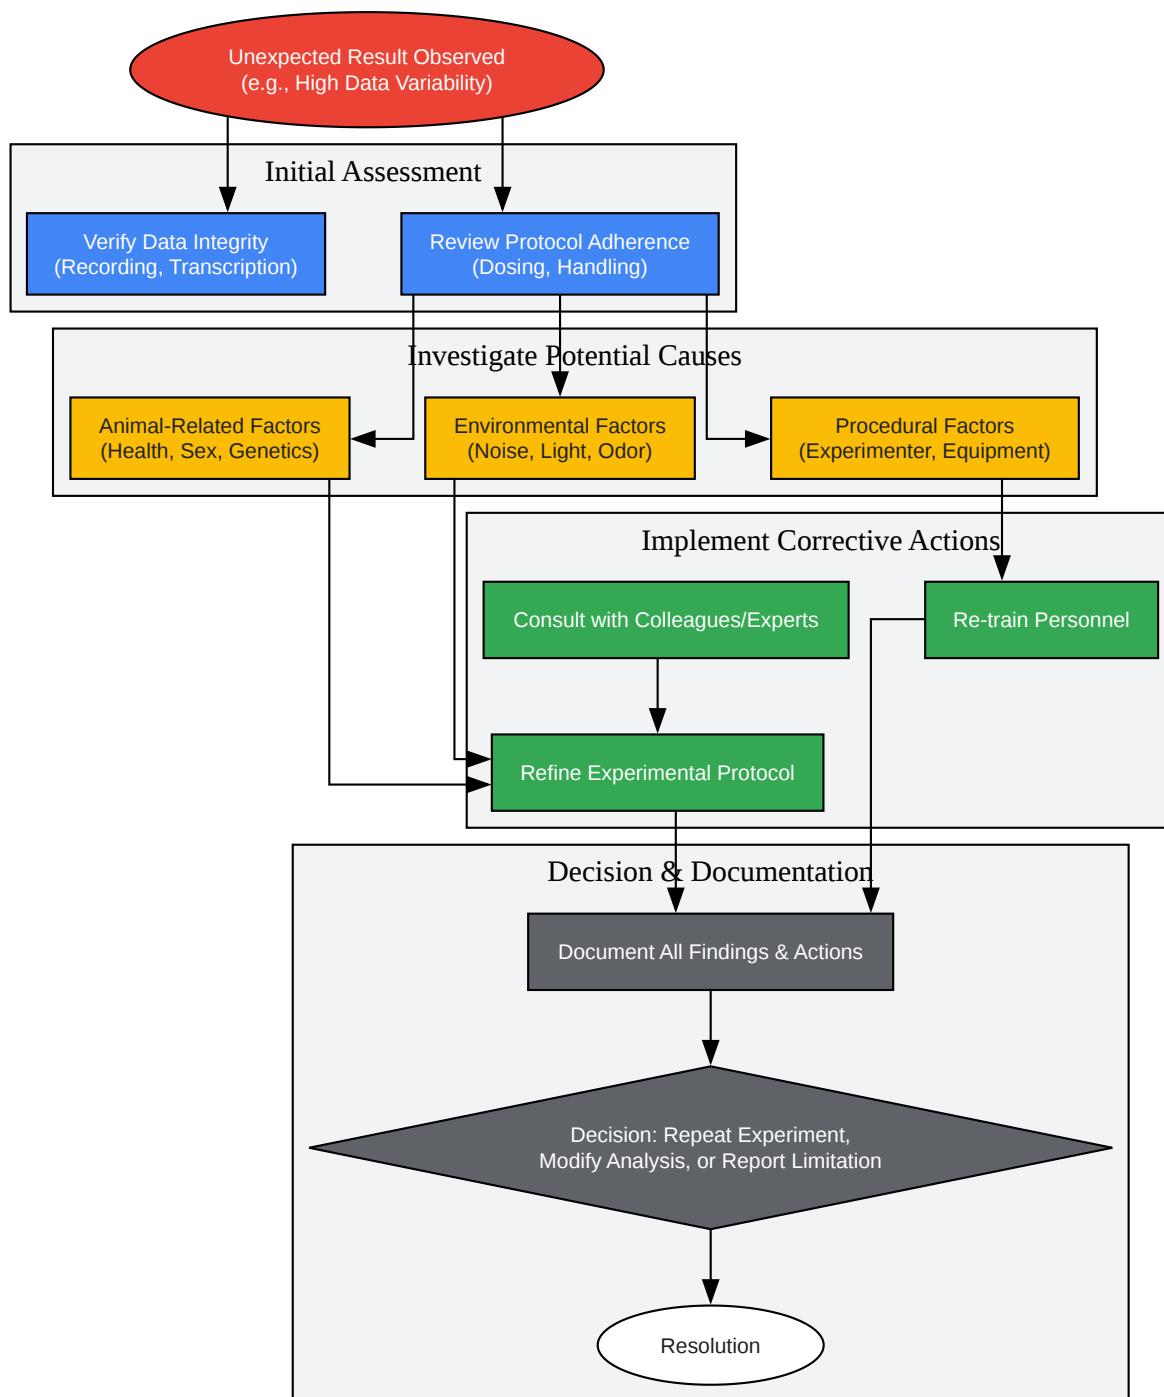 Unexpected Result Observed
(e.g., High Data Variability)
Initial Assessment
Verify Data Integrity
(Recording, Transcription)
Review Protocol Adherence
(Dosing, Handling)
Investigate Potential Causes
Animal-Related Factors
(Health, Sex, Genetics)
Environmental Factors
(Noise, Light, Odor)
Procedural Factors
(Experimenter, Equipment)
Implement Corrective Actions
Consult with Colleagues/Experts
Re-train Personnel
Refine Experimental Protocol
Decision & Documentation
Document All Findings & Actions
Decision: Repeat Experiment,
Modify Analysis, or Report Limitation
Resolution